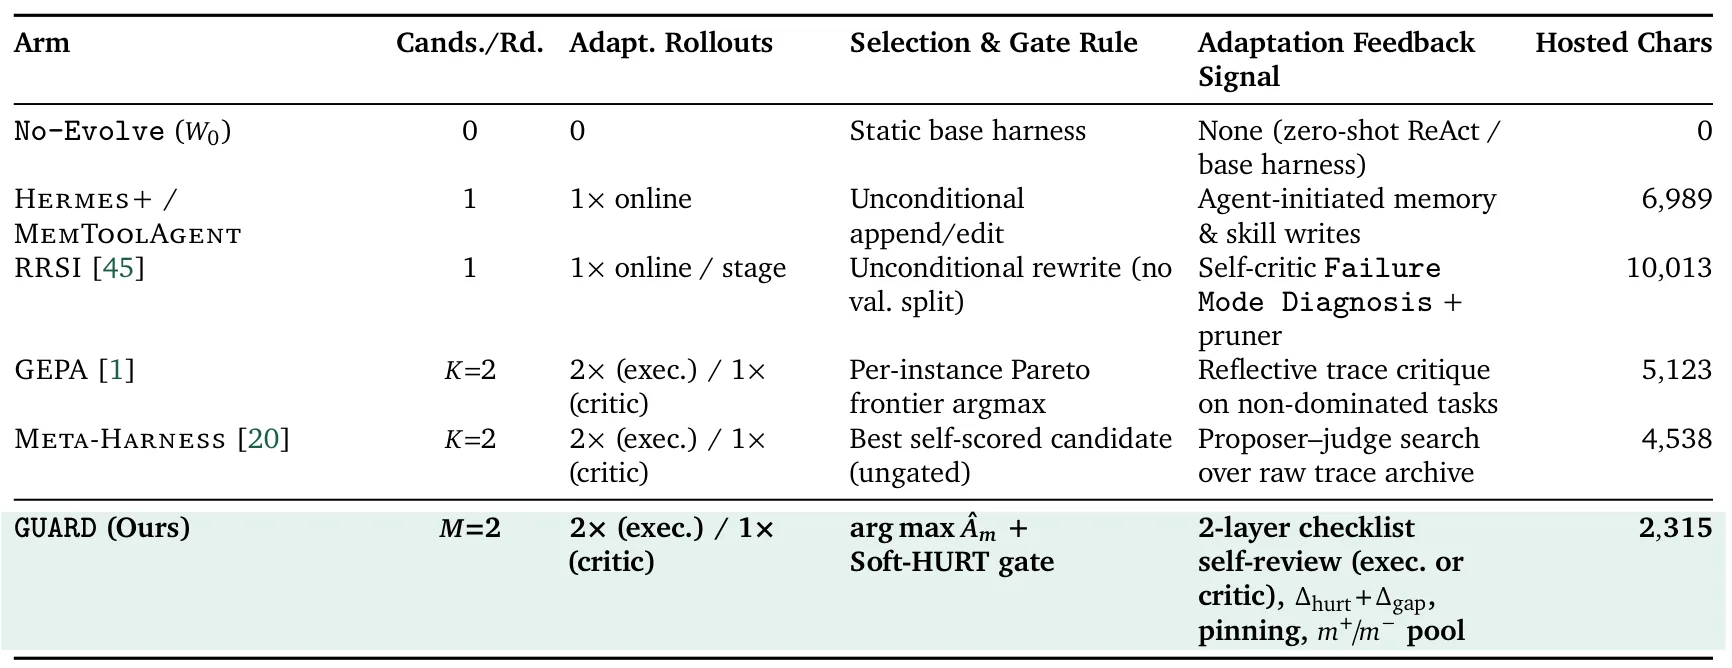 Arm Cands./Rd. Adapt. Rollouts Selection & Gate Rule Adaptation Feedback Hosted Chars
Signal
No-Evolve (W₀) 0 0 Static base harness None (zero-shot ReAct / 0
base harness)
HERMES+ / 1 1× online Unconditional Agent-initiated memory 6,989
MEMTOOLAGENT append/edit & skill writes
RRSI [45] 1 1× online / stage Unconditional rewrite (no Self-critic Failure 10,013
val. split) Mode Diagnosis +
pruner
GEPA [1] K=2 2× (exec.) / 1× Per-instance Pareto Reflective trace critique 5,123
(critic) frontier argmax on non-dominated tasks
META-HARNESS [20] K=2 2× (exec.) / 1× Best self-scored candidate Proposer–judge search 4,538
(critic) (ungated) over raw trace archive
GUARD (Ours) M=2 2× (exec.) / 1× arg max Âₘ + 2-layer checklist 2,315
(critic) Soft-HURT gate self-review (exec. or
critic), Δhurt+Δgap,
pinning, m⁺/m⁻ pool